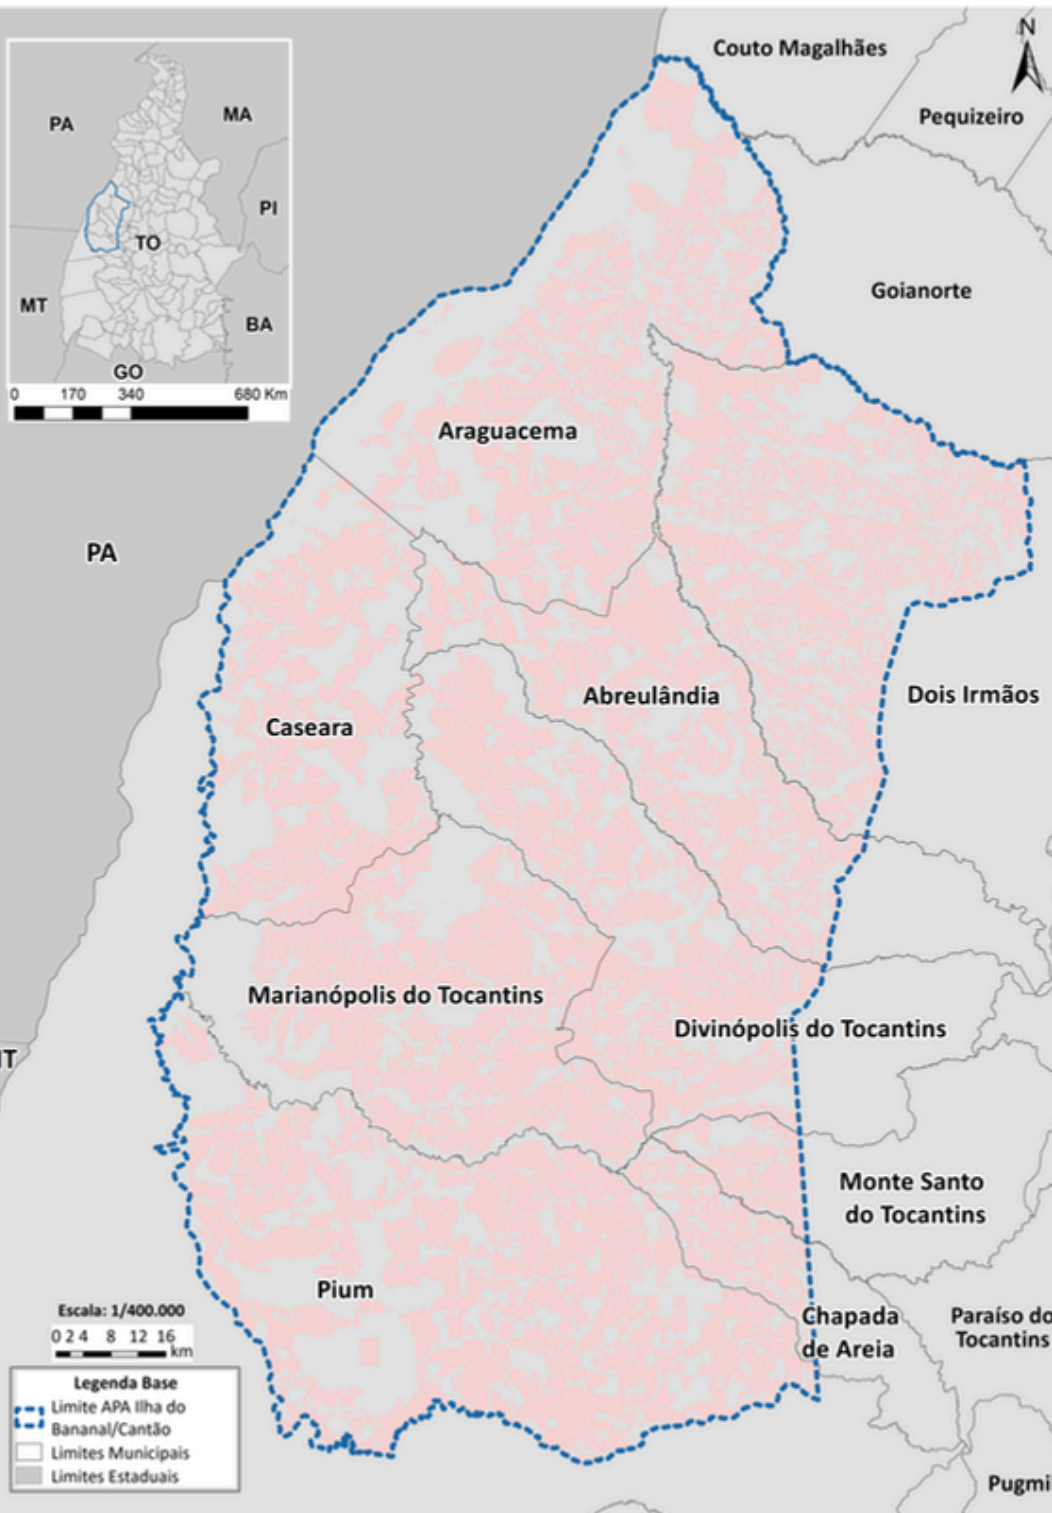 Couto Magalhães
N
Pequizeiro
PA
MA
PI
TO
MT
BA
GO
0 170 340 680 Km
Goianorte
Araguacema
PA
Abreulândia
Dois Irmãos
Caseara
Marianópolis do Tocantins
Divinópolis do Tocantins
Monte Santo
do Tocantins
Pium
Chapada
de Areia
Paraíso do
Tocantins
Escala: 1/400.000
0 2 4 8 12 16
km
Legenda Base
Limite APA Ilha do
Bananal/Cantão
Limites Municipais
Limites Estaduais
Pugmi